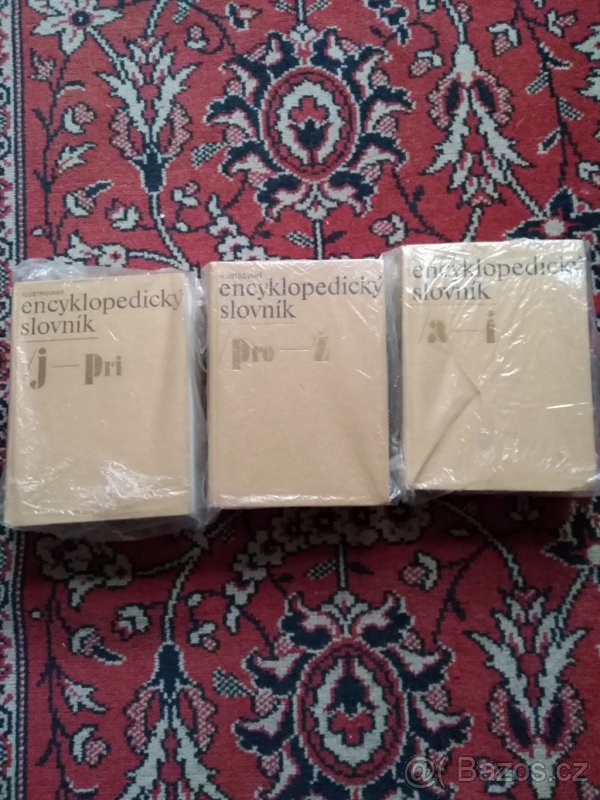 ILUSTROVANÝ
encyklopedický
slovník
/j—pri
ILUSTROVANÝ
encyklopedický
slovník
/pro—ž
encyklopedický
slovník
/a—i
@ Bazos.cz